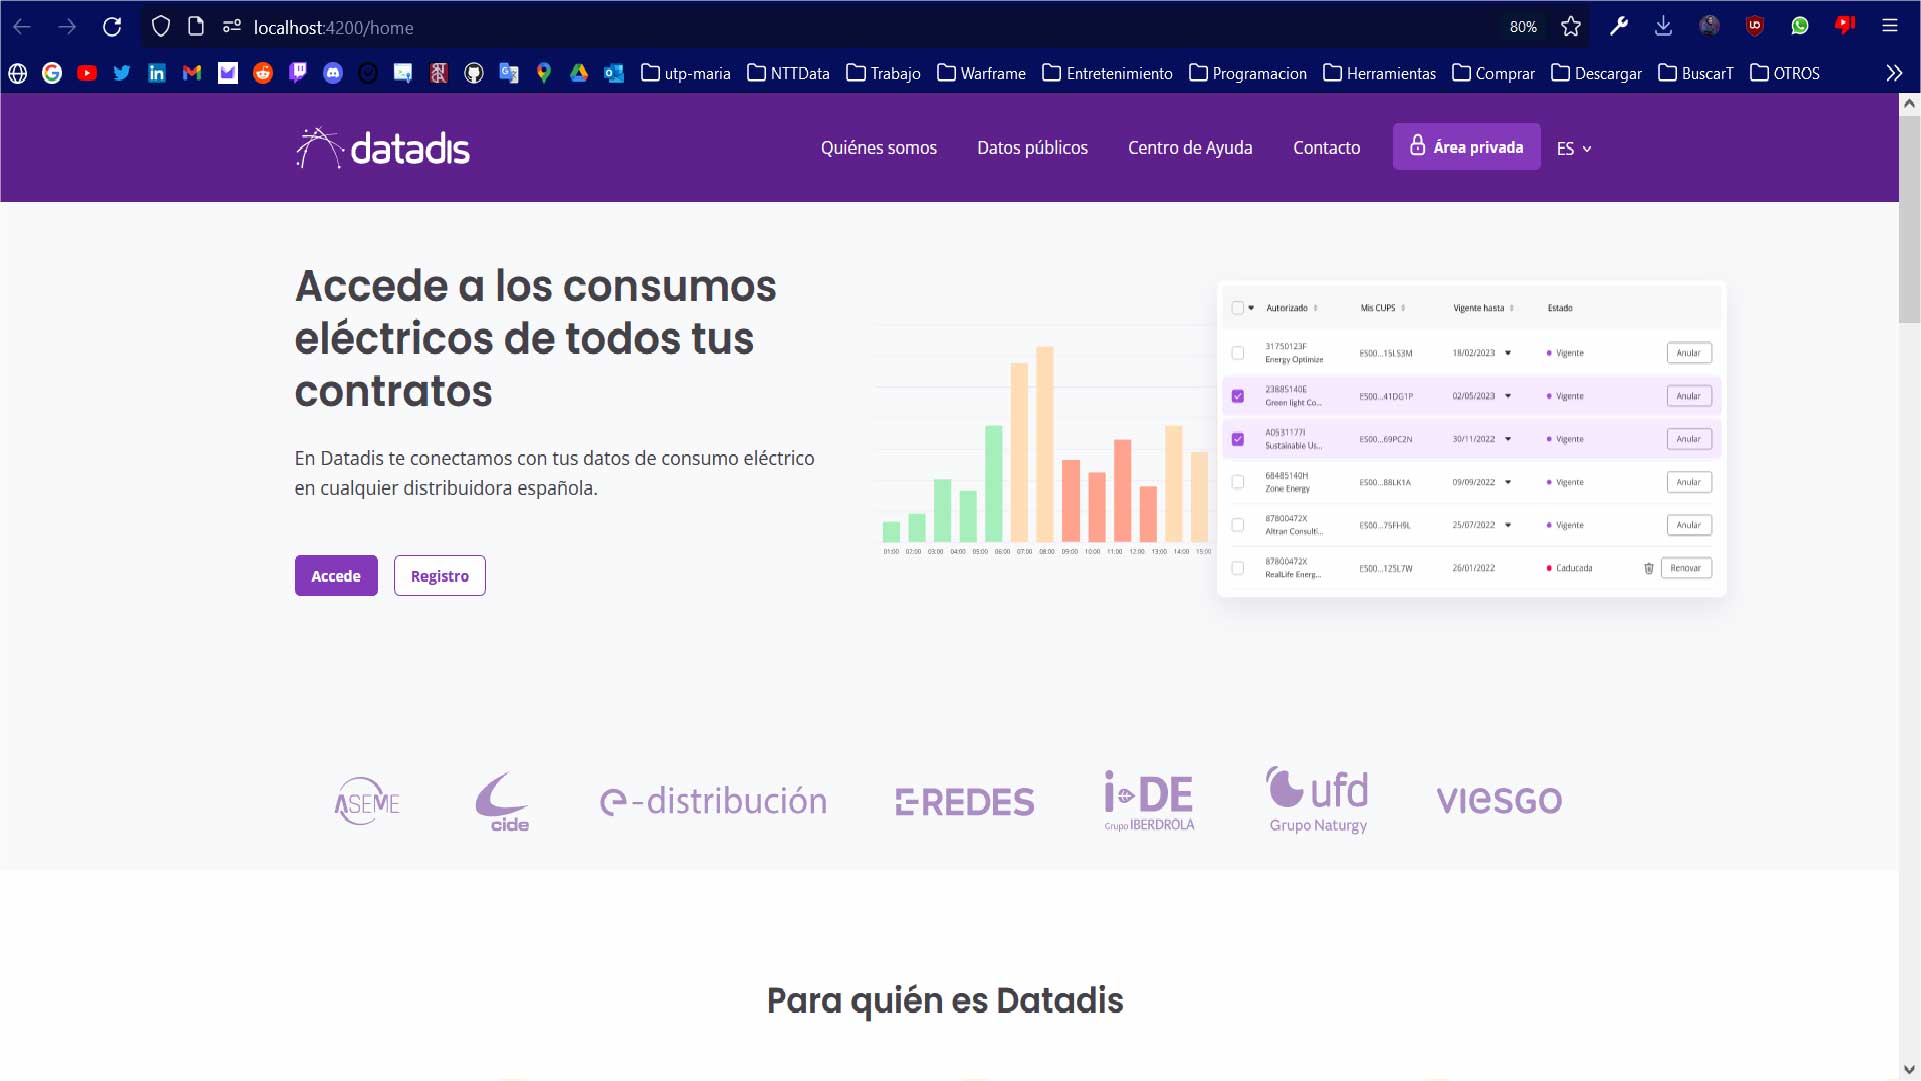 localhost:4200/home
80%
utp-maria NTTData Trabajo Warframe Entretenimiento Programacion Herramientas Comprar Descargar BuscarT OTROS
datadis
Quiénes somos Datos públicos Centro de Ayuda Contacto Área privada ES
Accede a los consumos
eléctricos de todos tus
contratos
En Datadis te conectamos con tus datos de consumo eléctrico
en cualquier distribuidora española.
Accede Registro
01:00 02:00 03:00 04:00 05:00 06:00 07:00 08:00 09:00 10:00 11:00 12:00 13:00 14:00 15:00
Autorizado Mis CUPS Vigente hasta Estado
31750123F
Energy Optimize
ES00...15LS3M 18/02/2023 Vigente Anular
23885140E
Green light Co...
ES00...41DG1P 02/05/2023 Vigente Anular
A0531177I
Sustainable Us...
ES00...69PC2N 30/11/2022 Vigente Anular
68485140H
Zone Energy
ES00...88LK1A 09/09/2022 Vigente Anular
87800472X
Altran Consulti...
ES00...75FH9L 25/07/2022 Vigente Anular
87800472X
RealLife Energ...
ES00...125L7W 26/01/2022 Caducada Renovar
ASEME
cide
e-distribución
E-REDES
i-DE
Grupo IBERDROLA
ufd
Grupo Naturgy
viesgo
Para quién es Datadis